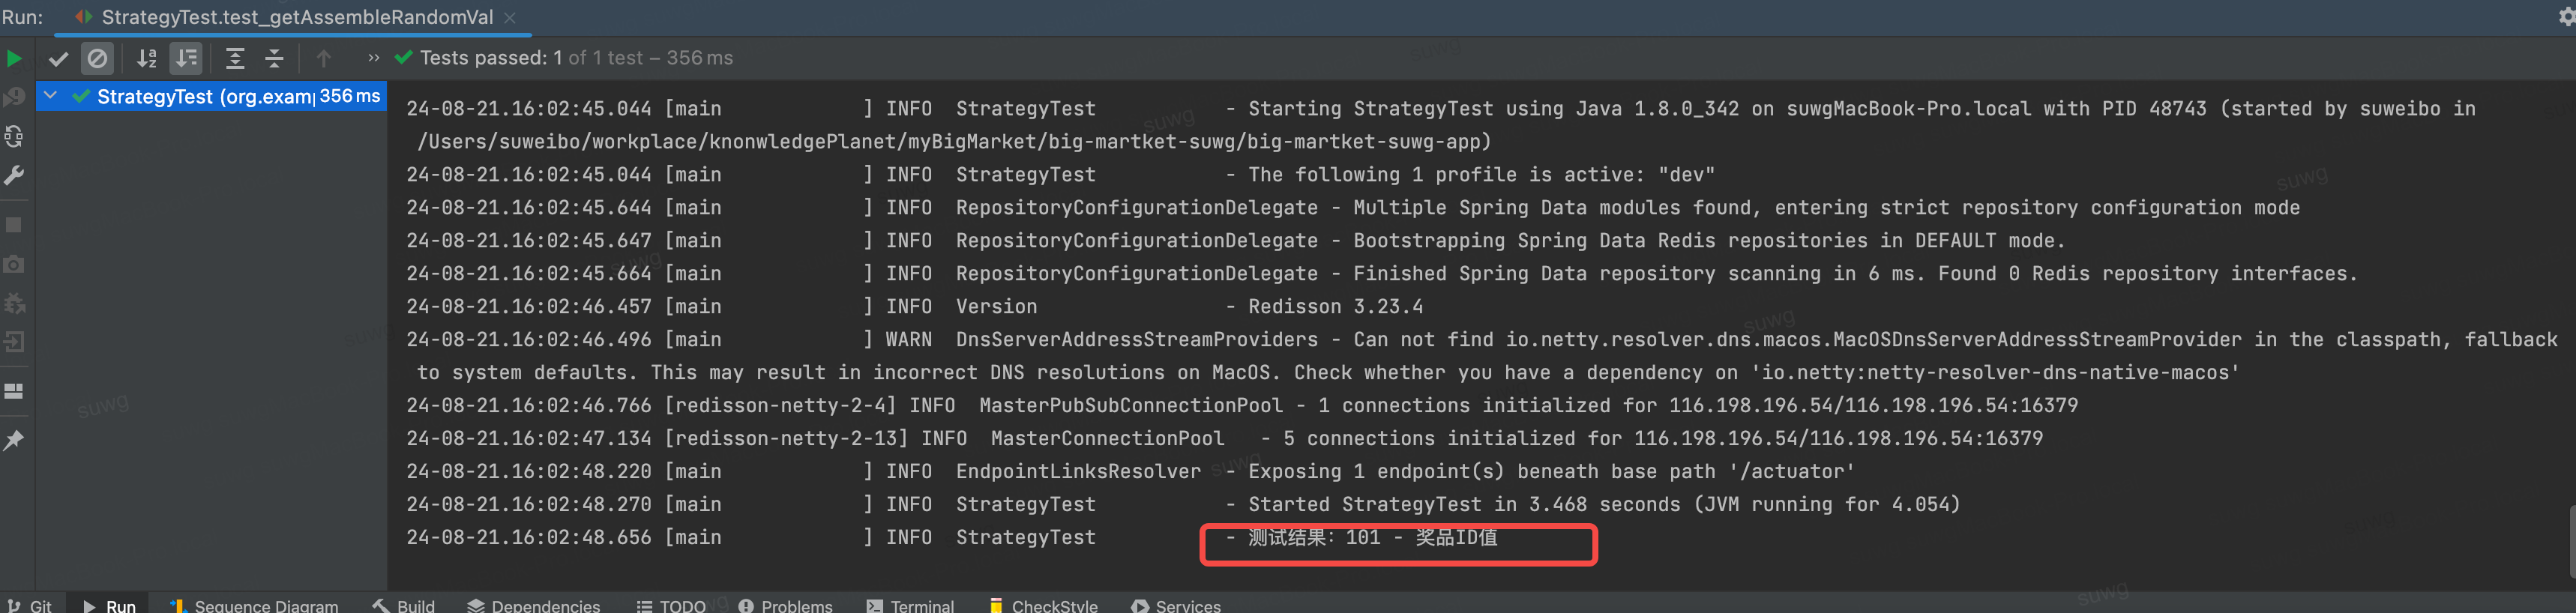 Run: StrategyTest.test_getAssembleRandomVal
Tests passed: 1 of 1 test – 356 ms
StrategyTest (org.exam 356 ms
24-08-21.16:02:45.044 [main            ] INFO  StrategyTest           - Starting StrategyTest using Java 1.8.0_342 on suwgMacBook-Pro.local with PID 48743 (started by suweibo in
/Users/suweibo/workplace/knonwledgePlanet/myBigMarket/big-martket-suwg/big-martket-suwg-app)
24-08-21.16:02:45.044 [main            ] INFO  StrategyTest           - The following 1 profile is active: "dev"
24-08-21.16:02:45.644 [main            ] INFO  RepositoryConfigurationDelegate - Multiple Spring Data modules found, entering strict repository configuration mode
24-08-21.16:02:45.647 [main            ] INFO  RepositoryConfigurationDelegate - Bootstrapping Spring Data Redis repositories in DEFAULT mode.
24-08-21.16:02:45.664 [main            ] INFO  RepositoryConfigurationDelegate - Finished Spring Data repository scanning in 6 ms. Found 0 Redis repository interfaces.
24-08-21.16:02:46.457 [main            ] INFO  Version                - Redisson 3.23.4
24-08-21.16:02:46.496 [main            ] WARN  DnsServerAddressStreamProviders - Can not find io.netty.resolver.dns.macos.MacOSDnsServerAddressStreamProvider in the classpath, fallback
to system defaults. This may result in incorrect DNS resolutions on MacOS. Check whether you have a dependency on 'io.netty:netty-resolver-dns-native-macos'
24-08-21.16:02:46.766 [redisson-netty-2-4] INFO  MasterPubSubConnectionPool - 1 connections initialized for 116.198.196.54/116.198.196.54:16379
24-08-21.16:02:47.134 [redisson-netty-2-13] INFO  MasterConnectionPool   - 5 connections initialized for 116.198.196.54/116.198.196.54:16379
24-08-21.16:02:48.220 [main            ] INFO  EndpointLinksResolver  - Exposing 1 endpoint(s) beneath base path '/actuator'
24-08-21.16:02:48.270 [main            ] INFO  StrategyTest           - Started StrategyTest in 3.468 seconds (JVM running for 4.054)
24-08-21.16:02:48.656 [main            ] INFO  StrategyTest           - 测试结果：101 - 奖品ID值
Git Run Sequence Diagram Build Dependencies TODO Problems Terminal CheckStyle Services
suwg